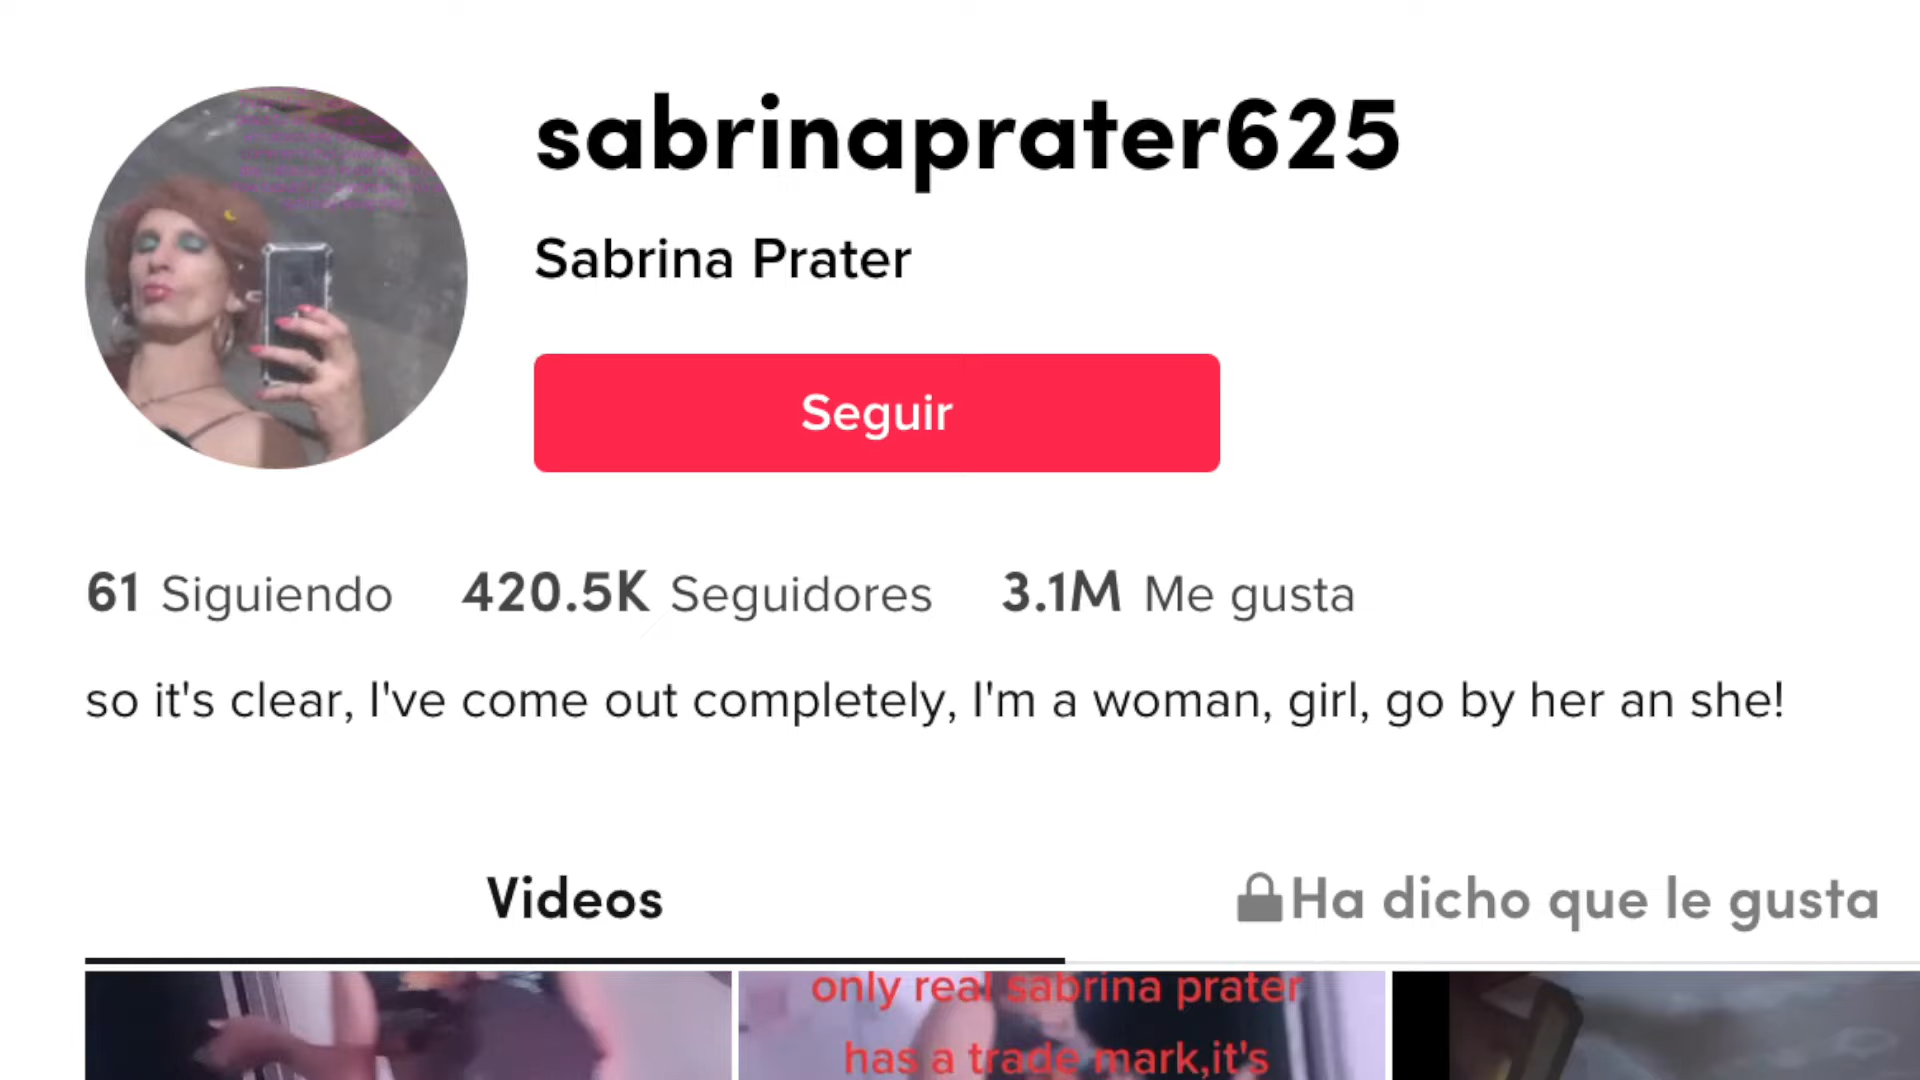 sabrinaprater625
Sabrina Prater
Seguir
61 Siguiendo 420.5K Seguidores 3.1M Me gusta
so it's clear, I've come out completely, I'm a woman, girl, go by her an she!
Videos Ha dicho que le gusta
only real sabrina prater
has a trade mark,it's